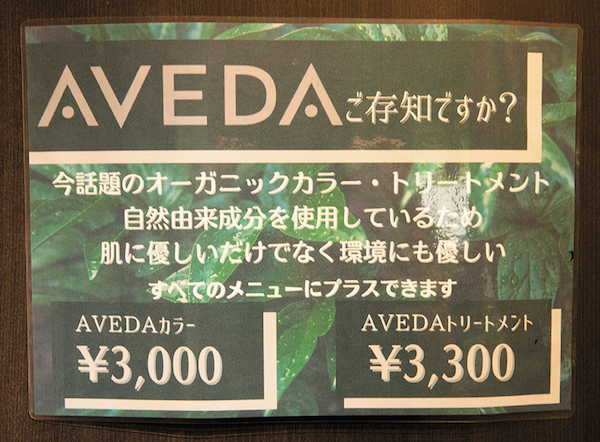 AVEDAご存知ですか?
今話題のオーガニックカラー・トリートメント
自然由来成分を使用しているため
肌に優しいだけでなく環境にも優しい
すべてのメニューにプラスできます
AVEDAカラー
¥3,000
AVEDAトリートメント
¥3,300